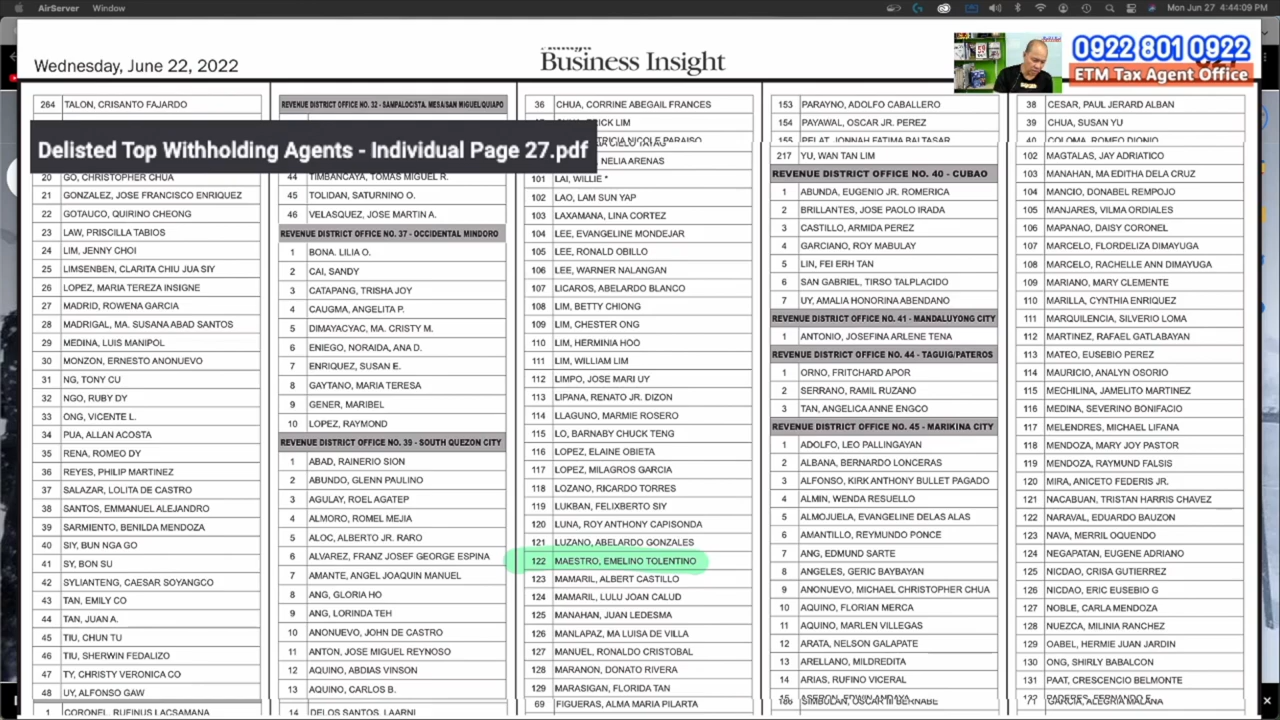 AirServer Window
Mon Jun 27 4:44:09 PM
Wednesday, June 22, 2022
Business Insight
0922 801 0922
ETM Tax Agent Office
Delisted Top Withholding Agents - Individual Page 27.pdf
264 TALON, CRISANTO FAJARDO
20 GO, CHRISTOPHER CHUA
21 GONZALEZ, JOSE FRANCISCO ENRIQUEZ
22 GOTAUCO, QUIRINO CHEONG
23 LAW, PRISCILLA TABIOS
24 LIM, JENNY CHOI
25 LIMSENBEN, CLARITA CHIU JUA SIY
26 LOPEZ, MARIA TEREZA INSIGNE
27 MADRID, ROWENA GARCIA
28 MADRIGAL, MA. SUSANA ABAD SANTOS
29 MEDINA, LUIS MANIPOL
30 MONZON, ERNESTO ANONUEVO
31 NG, TONY CU
32 NGO, RUBY DY
33 ONG, VICENTE L.
34 PUA, ALLAN ACOSTA
35 RENA, ROMEO DY
36 REYES, PHILIP MARTINEZ
37 SALAZAR, LOLITA DE CASTRO
38 SANTOS, EMMANUEL ALEJANDRO
39 SARMIENTO, BENILDA MENDOZA
40 SIY, BUN NGA GO
41 SY, BON SU
42 SYLIANTENG, CAESAR SOYANGCO
43 TAN, EMILY CO
44 TAN, JUAN A.
45 TIU, CHUN TU
46 TIU, SHERWIN FEDALIZO
47 TY, CHRISTY VERONICA CO
48 UY, ALFONSO GAW
1 CORONEL, RUFINUS LACSAMANA
REVENUE DISTRICT OFFICE NO. 32 - SAMPALOC/STA. MESA/SAN MIGUEL/QUIAPO
44 TIMBANCAYA, TOMAS MIGUEL R.
45 TOLIDAN, SATURNINO O.
46 VELASQUEZ, JOSE MARTIN A.
REVENUE DISTRICT OFFICE NO. 37 - OCCIDENTAL MINDORO
1 BONA, LILIA O.
2 CAI, SANDY
3 CATAPANG, TRISHA JOY
4 CAUGMA, ANGELITA P.
5 DIMAYACYAC, MA. CRISTY M.
6 ENIEGO, NORAIDA, ANA D.
7 ENRIQUEZ, SUSAN E.
8 GAYTANO, MARIA TERESA
9 GENER, MARIBEL
10 LOPEZ, RAYMOND
REVENUE DISTRICT OFFICE NO. 39 - SOUTH QUEZON CITY
1 ABAD, RAINERIO SION
2 ABUNDO, GLENN PAULINO
3 AGULAY, ROEL AGATEP
4 ALMORO, ROMEL MEJIA
5 ALOC, ALBERTO JR. RARO
6 ALVAREZ, FRANZ JOSEF GEORGE ESPINA
7 AMANTE, ANGEL JOAQUIN MANUEL
8 ANG, GLORIA HO
9 ANG, LORINDA TEH
10 ANONUEVO, JOHN DE CASTRO
11 ANTON, JOSE MIGUEL REYNOSO
12 AQUINO, ABDIAS VINSON
13 AQUINO, CARLOS B.
14 DELOS SANTOS, LAARNI
36 CHUA, CORRINE ABEGAIL FRANCES
NELIA ARENAS
101 LAI, WILLIE *
102 LAO, LAM SUN YAP
103 LAXAMANA, LINA CORTEZ
104 LEE, EVANGELINE MONDEJAR
105 LEE, RONALD OBILLO
106 LEE, WARNER NALANGAN
107 LICAROS, ABELARDO BLANCO
108 LIM, BETTY CHIONG
109 LIM, CHESTER ONG
110 LIM, HERMINIA HOO
111 LIM, WILLIAM LIM
112 LIMPO, JOSE MARI UY
113 LIPANA, RENATO JR. DIZON
114 LLAGUNO, MARMIE ROSERO
115 LO, BARNABY CHUCK TENG
116 LOPEZ, ELAINE OBIETA
117 LOPEZ, MILAGROS GARCIA
118 LOZANO, RICARDO TORRES
119 LUKBAN, FELIXBERTO SIY
120 LUNA, ROY ANTHONY CAPISONDA
121 LUZANO, ABELARDO GONZALES
122 MAESTRO, EMELINO TOLENTINO
123 MAMARIL, ALBERT CASTILLO
124 MAMARIL, LULU JOAN CALUD
125 MANAHAN, JUAN LEDESMA
126 MANLAPAZ, MA LUISA DE VILLA
127 MANUEL, RONALDO CRISTOBAL
128 MARANON, DONATO RIVERA
129 MARASIGAN, FLORIDA TAN
69 FIGUERAS, ALMA MARIA PILARTA
153 PARAYNO, ADOLFO CABALLERO
154 PAYAWAL, OSCAR JR. PEREZ
155 PELAT, JONNAH FATIMA BALTASAR
217 YU, WAN TAN LIM
REVENUE DISTRICT OFFICE NO. 40 - CUBAO
1 ABUNDA, EUGENIO JR. ROMERICA
2 BRILLANTES, JOSE PAOLO IRADA
3 CASTILLO, ARMIDA PEREZ
4 GARCIANO, ROY MABULAY
5 LIN, FEI ERH TAN
6 SAN GABRIEL, TIRSO TALPLACIDO
7 UY, AMALIA HONORINA ABENDANO
REVENUE DISTRICT OFFICE NO. 41 - MANDALUYONG CITY
1 ANTONIO, JOSEFINA ARLENE TENA
REVENUE DISTRICT OFFICE NO. 44 - TAGUIG/PATEROS
1 ORNO, FRITCHARD APOR
2 SERRANO, RAMIL RUZANO
3 TAN, ANGELICA ANNE ENGCO
REVENUE DISTRICT OFFICE NO. 45 - MARIKINA CITY
1 ADOLFO, LEO PALLINGAYAN
2 ALBANA, BERNARDO LONCERAS
3 ALFONSO, KIRK ANTHONY BULLET PAGADO
4 ALMIN, WENDA RESUELLO
5 ALMOJUELA, EVANGELINE DELAS ALAS
6 AMANTILLO, REYMUNDO PONCE
7 ANG, EDMUND SARTE
8 ANGELES, GERIC BAYBAYAN
9 ANONUEVO, MICHAEL CHRISTOPHER CHUA
10 AQUINO, FLORIAN MERCA
11 AQUINO, MARLEN VILLEGAS
12 ARATA, NELSON GALAPATE
13 ARELLANO, MILDREDITA
14 ARIAS, RUFINO VICERAL
38 CESAR, PAUL JERARD ALBAN
39 CHUA, SUSAN YU
40 COLOMA, ROMEO DIONIO
102 MAGTALAS, JAY ADRIATICO
103 MANAHAN, MA EDITHA DELA CRUZ
104 MANCIO, DONABEL REMPOJO
105 MANJARES, VILMA ORDIALES
106 MAPANAO, DAISY CORONEL
107 MARCELO, FLORDELIZA DIMAYUGA
108 MARCELO, RACHELLE ANN DIMAYUGA
109 MARIANO, MARY CLEMENTE
110 MARILLA, CYNTHIA ENRIQUEZ
111 MARQUILENCIA, SILVERIO LOMA
112 MARTINEZ, RAFAEL GATLABAYAN
113 MATEO, EUSEBIO PEREZ
114 MAURICIO, ANALYN OSORIO
115 MECHILINA, JAMELITO MARTINEZ
116 MEDINA, SEVERINO BONIFACIO
117 MELENDRES, MICHAEL LIFANA
118 MENDOZA, MARY JOY PASTOR
119 MENDOZA, RAYMUND FALSIS
120 MIRA, ANICETO FEDERIS JR.
121 NACABUAN, TRISTAN HARRIS CHAVEZ
122 NARAVAL, EDUARDO BAUZON
123 NAVA, MERRIL OQUENDO
124 NEGAPATAN, EUGENE ADRIANO
125 NICDAO, CRISA GUTIERREZ
126 NICDAO, ERIC EUSEBIO G
127 NOBLE, CARLA MENDOZA
128 NUEZCA, MILINIA RANCHEZ
129 OABEL, HERMIE JUAN JARDIN
130 ONG, SHIRLY BABALCON
131 PAAT, CRESCENCIO BELMONTE